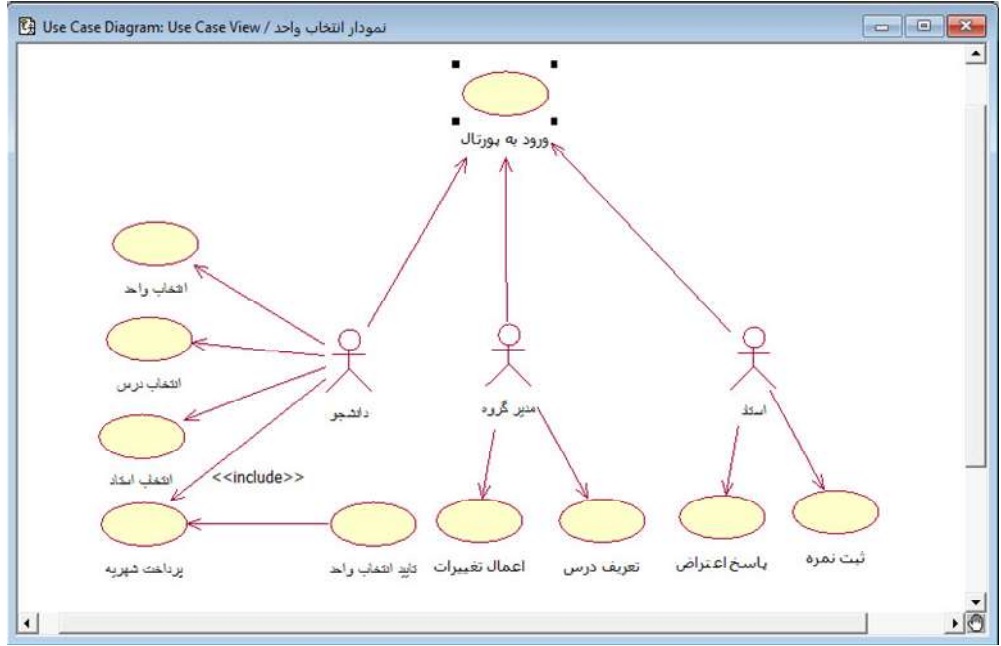 Use Case Diagram: Use Case View / نمودار انتخاب واحد
ورود به پورتال
انتخاب واحد
انتخاب درس
دانشجو
مدیر گروه
استاد
انتخاب استاد
<<include>>
پرداخت شهریه
تایید انتخاب واحد
اعمال تغییرات
تعریف درس
پاسخ اعتراض
ثبت نمره